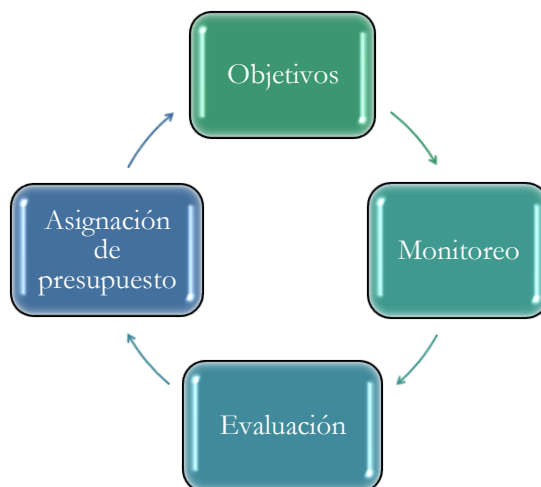 Objetivos
Monitoreo
Evaluación
Asignación
de
presupuesto